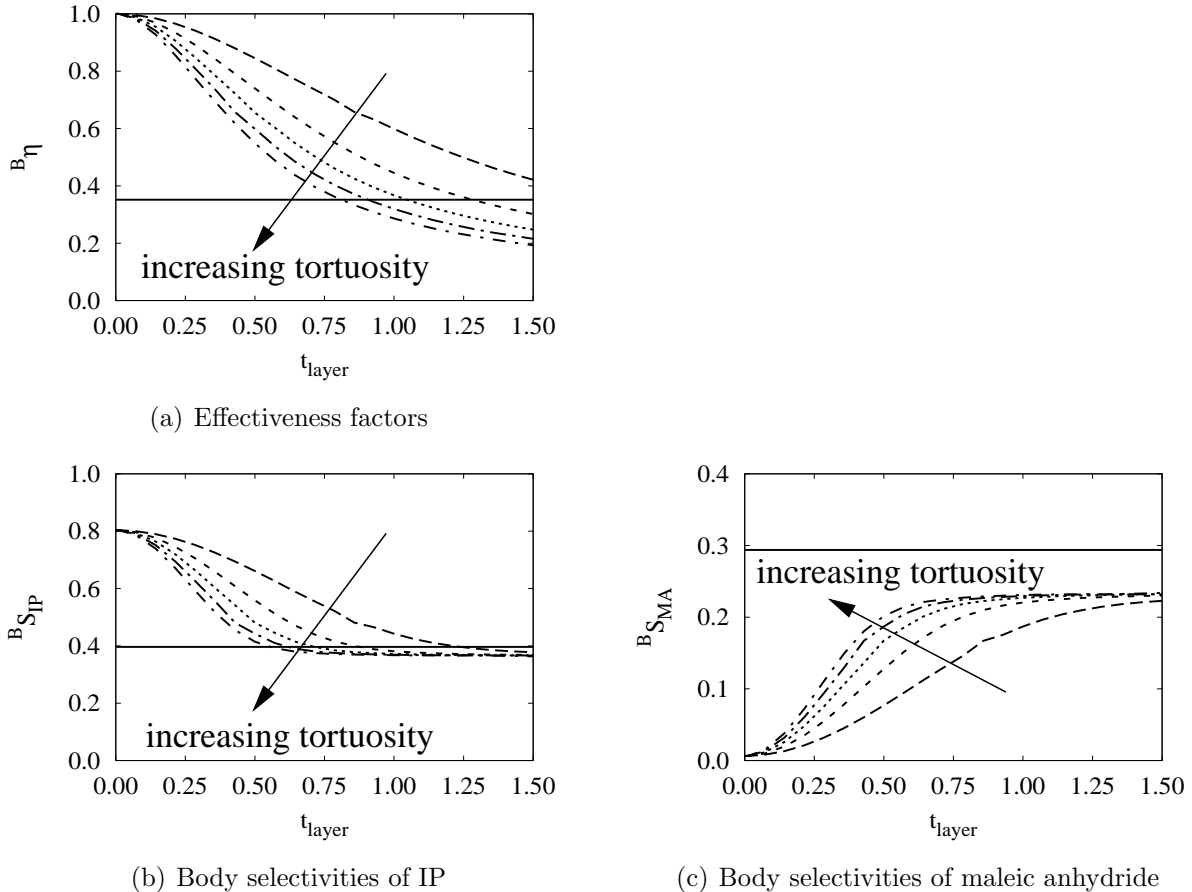 1.0
0.8
0.6
0.4
0.2
0.0
Bη
increasing tortuosity
0.00 0.25 0.50 0.75 1.00 1.25 1.50
tlayer
(a) Effectiveness factors
1.0
0.8
0.6
0.4
0.2
0.0
BSIP
increasing tortuosity
0.00 0.25 0.50 0.75 1.00 1.25 1.50
tlayer
(b) Body selectivities of IP
0.4
0.3
0.2
0.1
0.0
BSMA
increasing tortuosity
0.00 0.25 0.50 0.75 1.00 1.25 1.50
tlayer
(c) Body selectivities of maleic anhydride